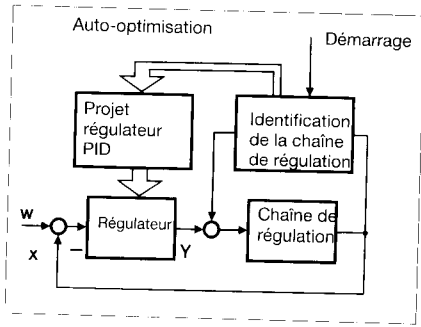 Auto-optimisation
Démarrage
Projet
régulateur
PID
Identification
de la chaîne
de régulation
w
x
–
Régulateur
Y
Chaîne de
régulation